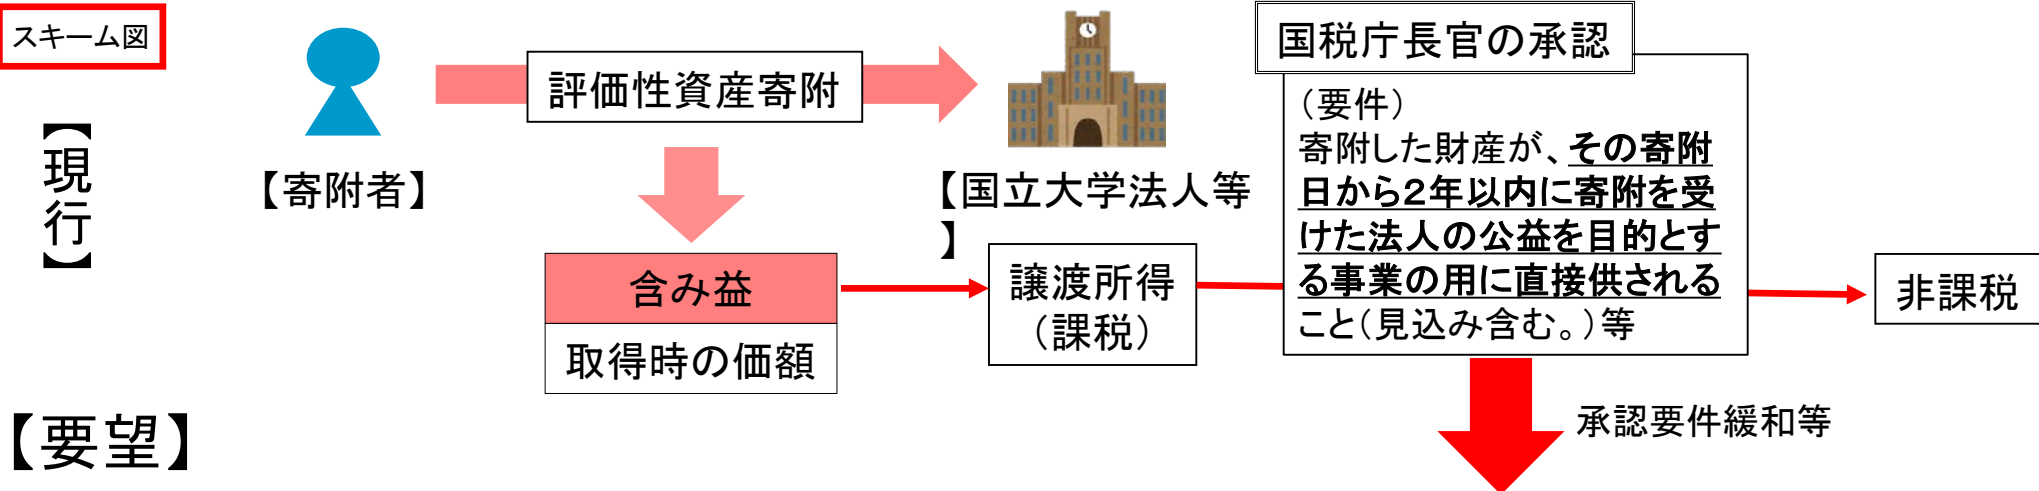 スキーム図
【現行】
【寄附者】
評価性資産寄附
【国立大学法人等
】
含み益
取得時の価額
譲渡所得
（課税）
国税庁長官の承認
（要件）
寄附した財産が、その寄附
日から２年以内に寄附を受
けた法人の公益を目的とす
る事業の用に直接供される
こと（見込み含む。）等
非課税
承認要件緩和等
【要望】